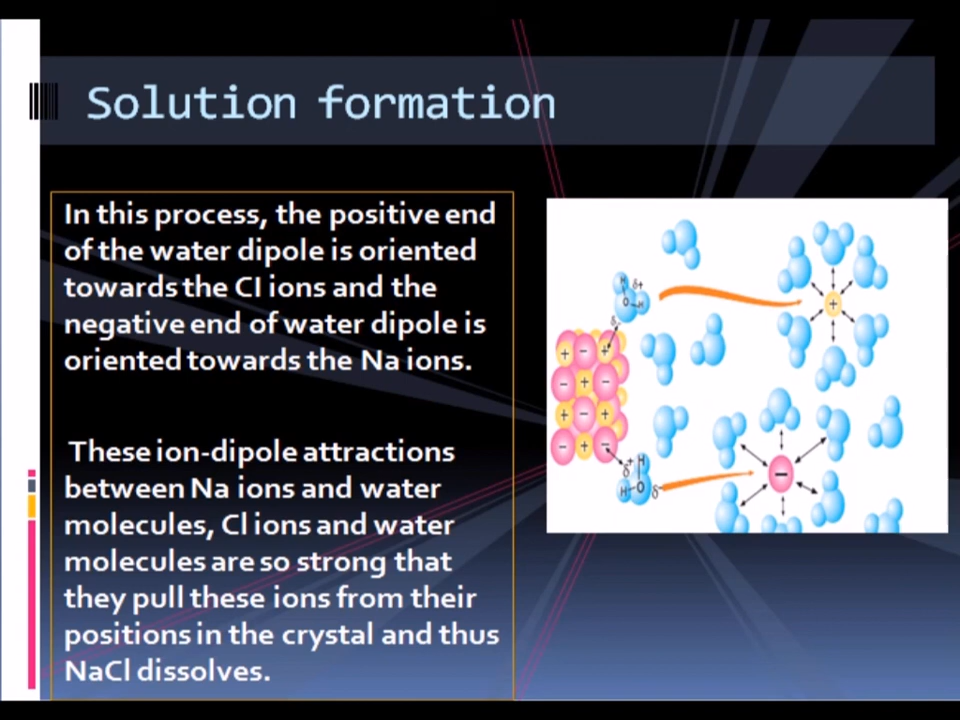 Solution formation
In this process, the positive end
of the water dipole is oriented
towards the Cl ions and the
negative end of water dipole is
oriented towards the Na ions.
These ion-dipole attractions
between Na ions and water
molecules, Cl ions and water
molecules are so strong that
they pull these ions from their
positions in the crystal and thus
NaCl dissolves.
H δ+
O H
δ-
+ - +
- + -
+ - +
- + -
+
-
δ+ H
H O δ-